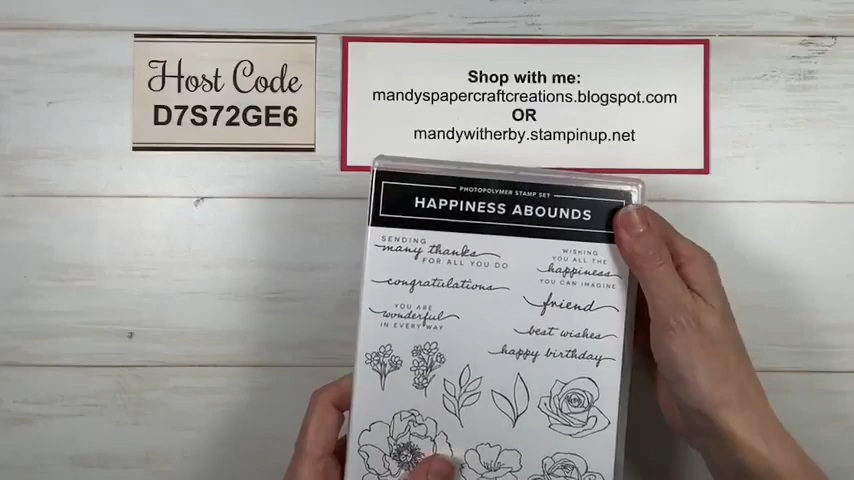 Host Code
D7S72GE6
Shop with me:
mandyspapercraftcreations.blogspot.com
OR
mandywitherby.stampinup.net
PHOTOPOLYMER STAMP SET
HAPPINESS ABOUNDS
SENDING
many thanks
FOR ALL YOU DO
congratulations
YOU ARE
wonderful
IN EVERY WAY
WISHING
YOU ALL THE
happiness
YOU CAN IMAGINE
friend
best wishes
happy birthday